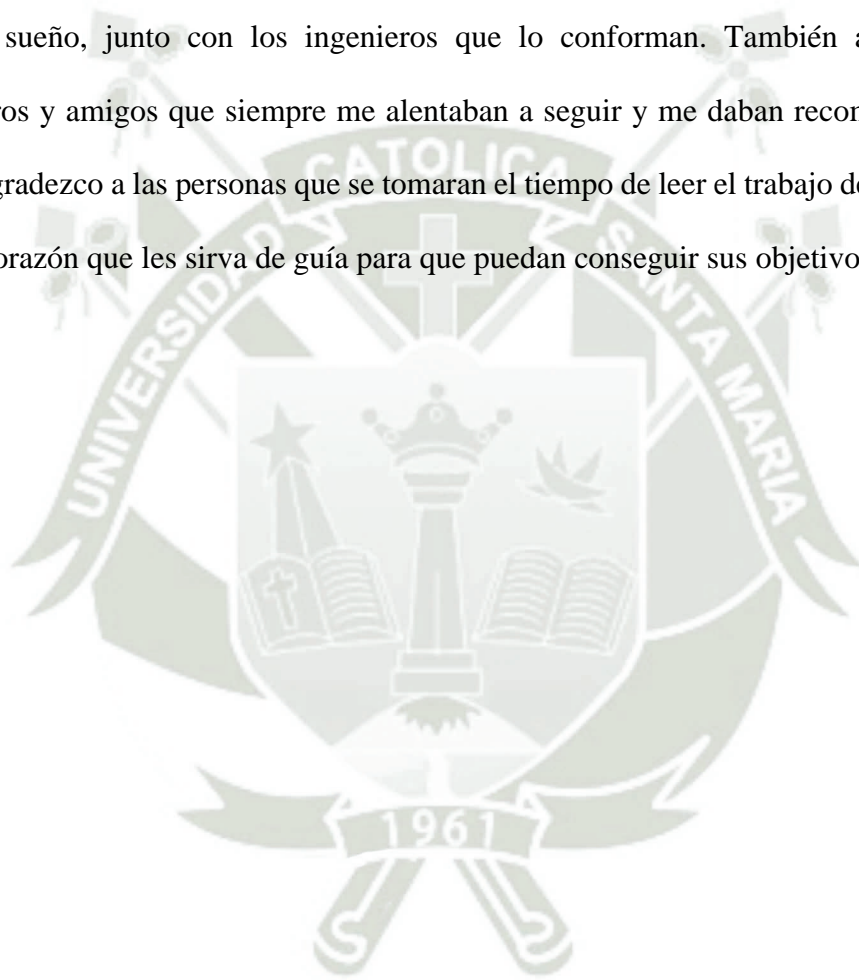 sueño, junto con los ingenieros que lo conforman. También a
ros y amigos que siempre me alentaban a seguir y me daban recon
gradezco a las personas que se tomaran el tiempo de leer el trabajo de
orazón que les sirva de guía para que puedan conseguir sus objetivo
UNIVERSIDAD CATOLICA SANTA MARIA
1961